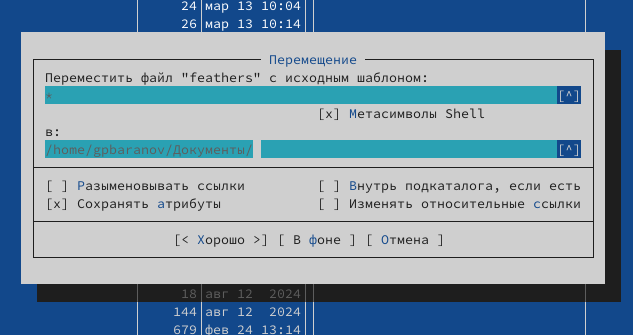 24 мар 13 10:04
26 мар 13 10:14
Перемещение
Переместить файл "feathers" с исходным шаблоном:
* [^]
[x] Метасимволы Shell
в:
/home/gpbaranov/Документы/ [^]
[ ] Разыменовывать ссылки [ ] Внутрь подкаталога, если есть
[x] Сохранять атрибуты [ ] Изменять относительные ссылки
[< Хорошо >] [ В фоне ] [ Отмена ]
18 авг 12 2024
144 авг 12 2024
679 фев 24 13:14